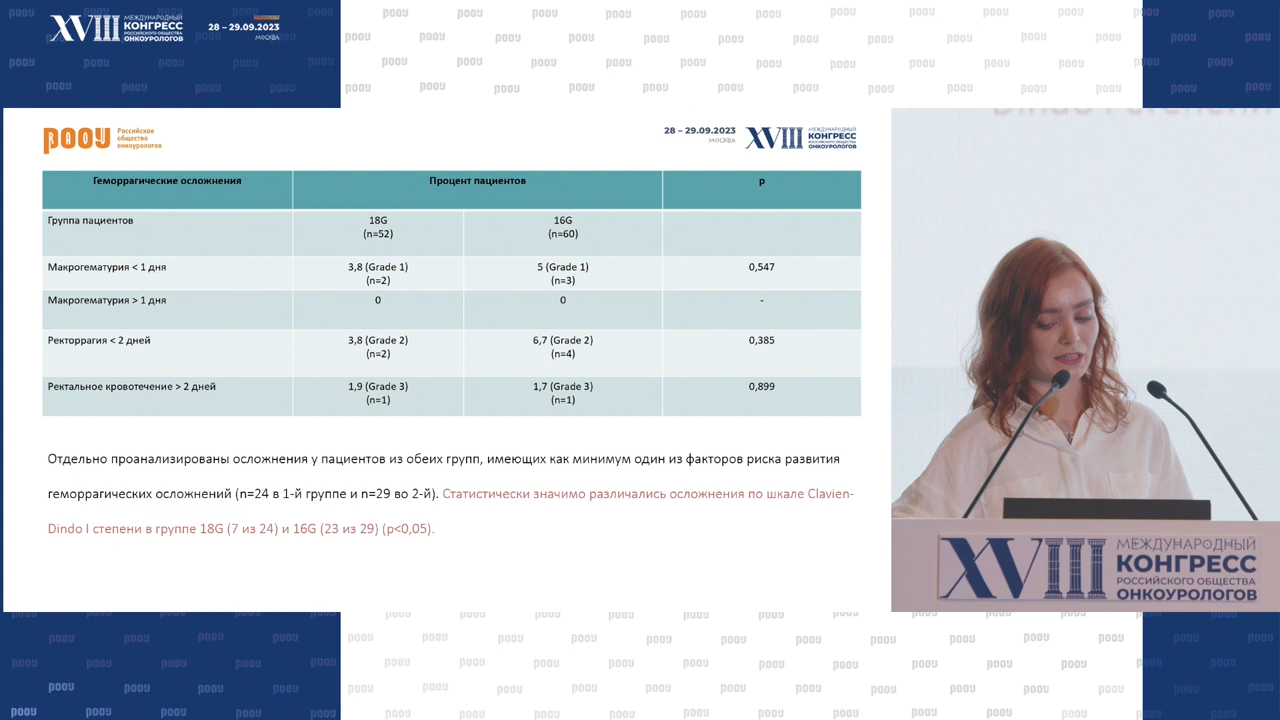 XVIII МЕЖДУНАРОДНЫЙ
КОНГРЕСС
РОССИЙСКОГО ОБЩЕСТВА
ОНКОУРОЛОГОВ
28 – 29.09.2023
МОСКВА
РООУ Российское
общество
онкоурологов
28 – 29.09.2023
МОСКВА
XVIII МЕЖДУНАРОДНЫЙ
КОНГРЕСС
РОССИЙСКОГО ОБЩЕСТВА
ОНКОУРОЛОГОВ
Геморрагические осложнения Процент пациентов p
Группа пациентов 18G 16G
(n=52) (n=60)
Макрогематурия < 1 дня 3,8 (Grade 1) 5 (Grade 1) 0,547
(n=2) (n=3)
Макрогематурия > 1 дня 0 0 -
Ректоррагия < 2 дней 3,8 (Grade 2) 6,7 (Grade 2) 0,385
(n=2) (n=4)
Ректальное кровотечение > 2 дней 1,9 (Grade 3) 1,7 (Grade 3) 0,899
(n=1) (n=1)
Отдельно проанализированы осложнения у пациентов из обеих групп, имеющих как минимум один из факторов риска развития
геморрагических осложнений (n=24 в 1-й группе и n=29 во 2-й). Статистически значимо различались осложнения по шкале Clavien-
Dindo I степени в группе 18G (7 из 24) и 16G (23 из 29) (p<0,05).
XVIII МЕЖДУНАРОДНЫЙ
КОНГРЕСС
РОССИЙСКОГО ОБЩЕСТВА
ОНКОУРОЛОГОВ